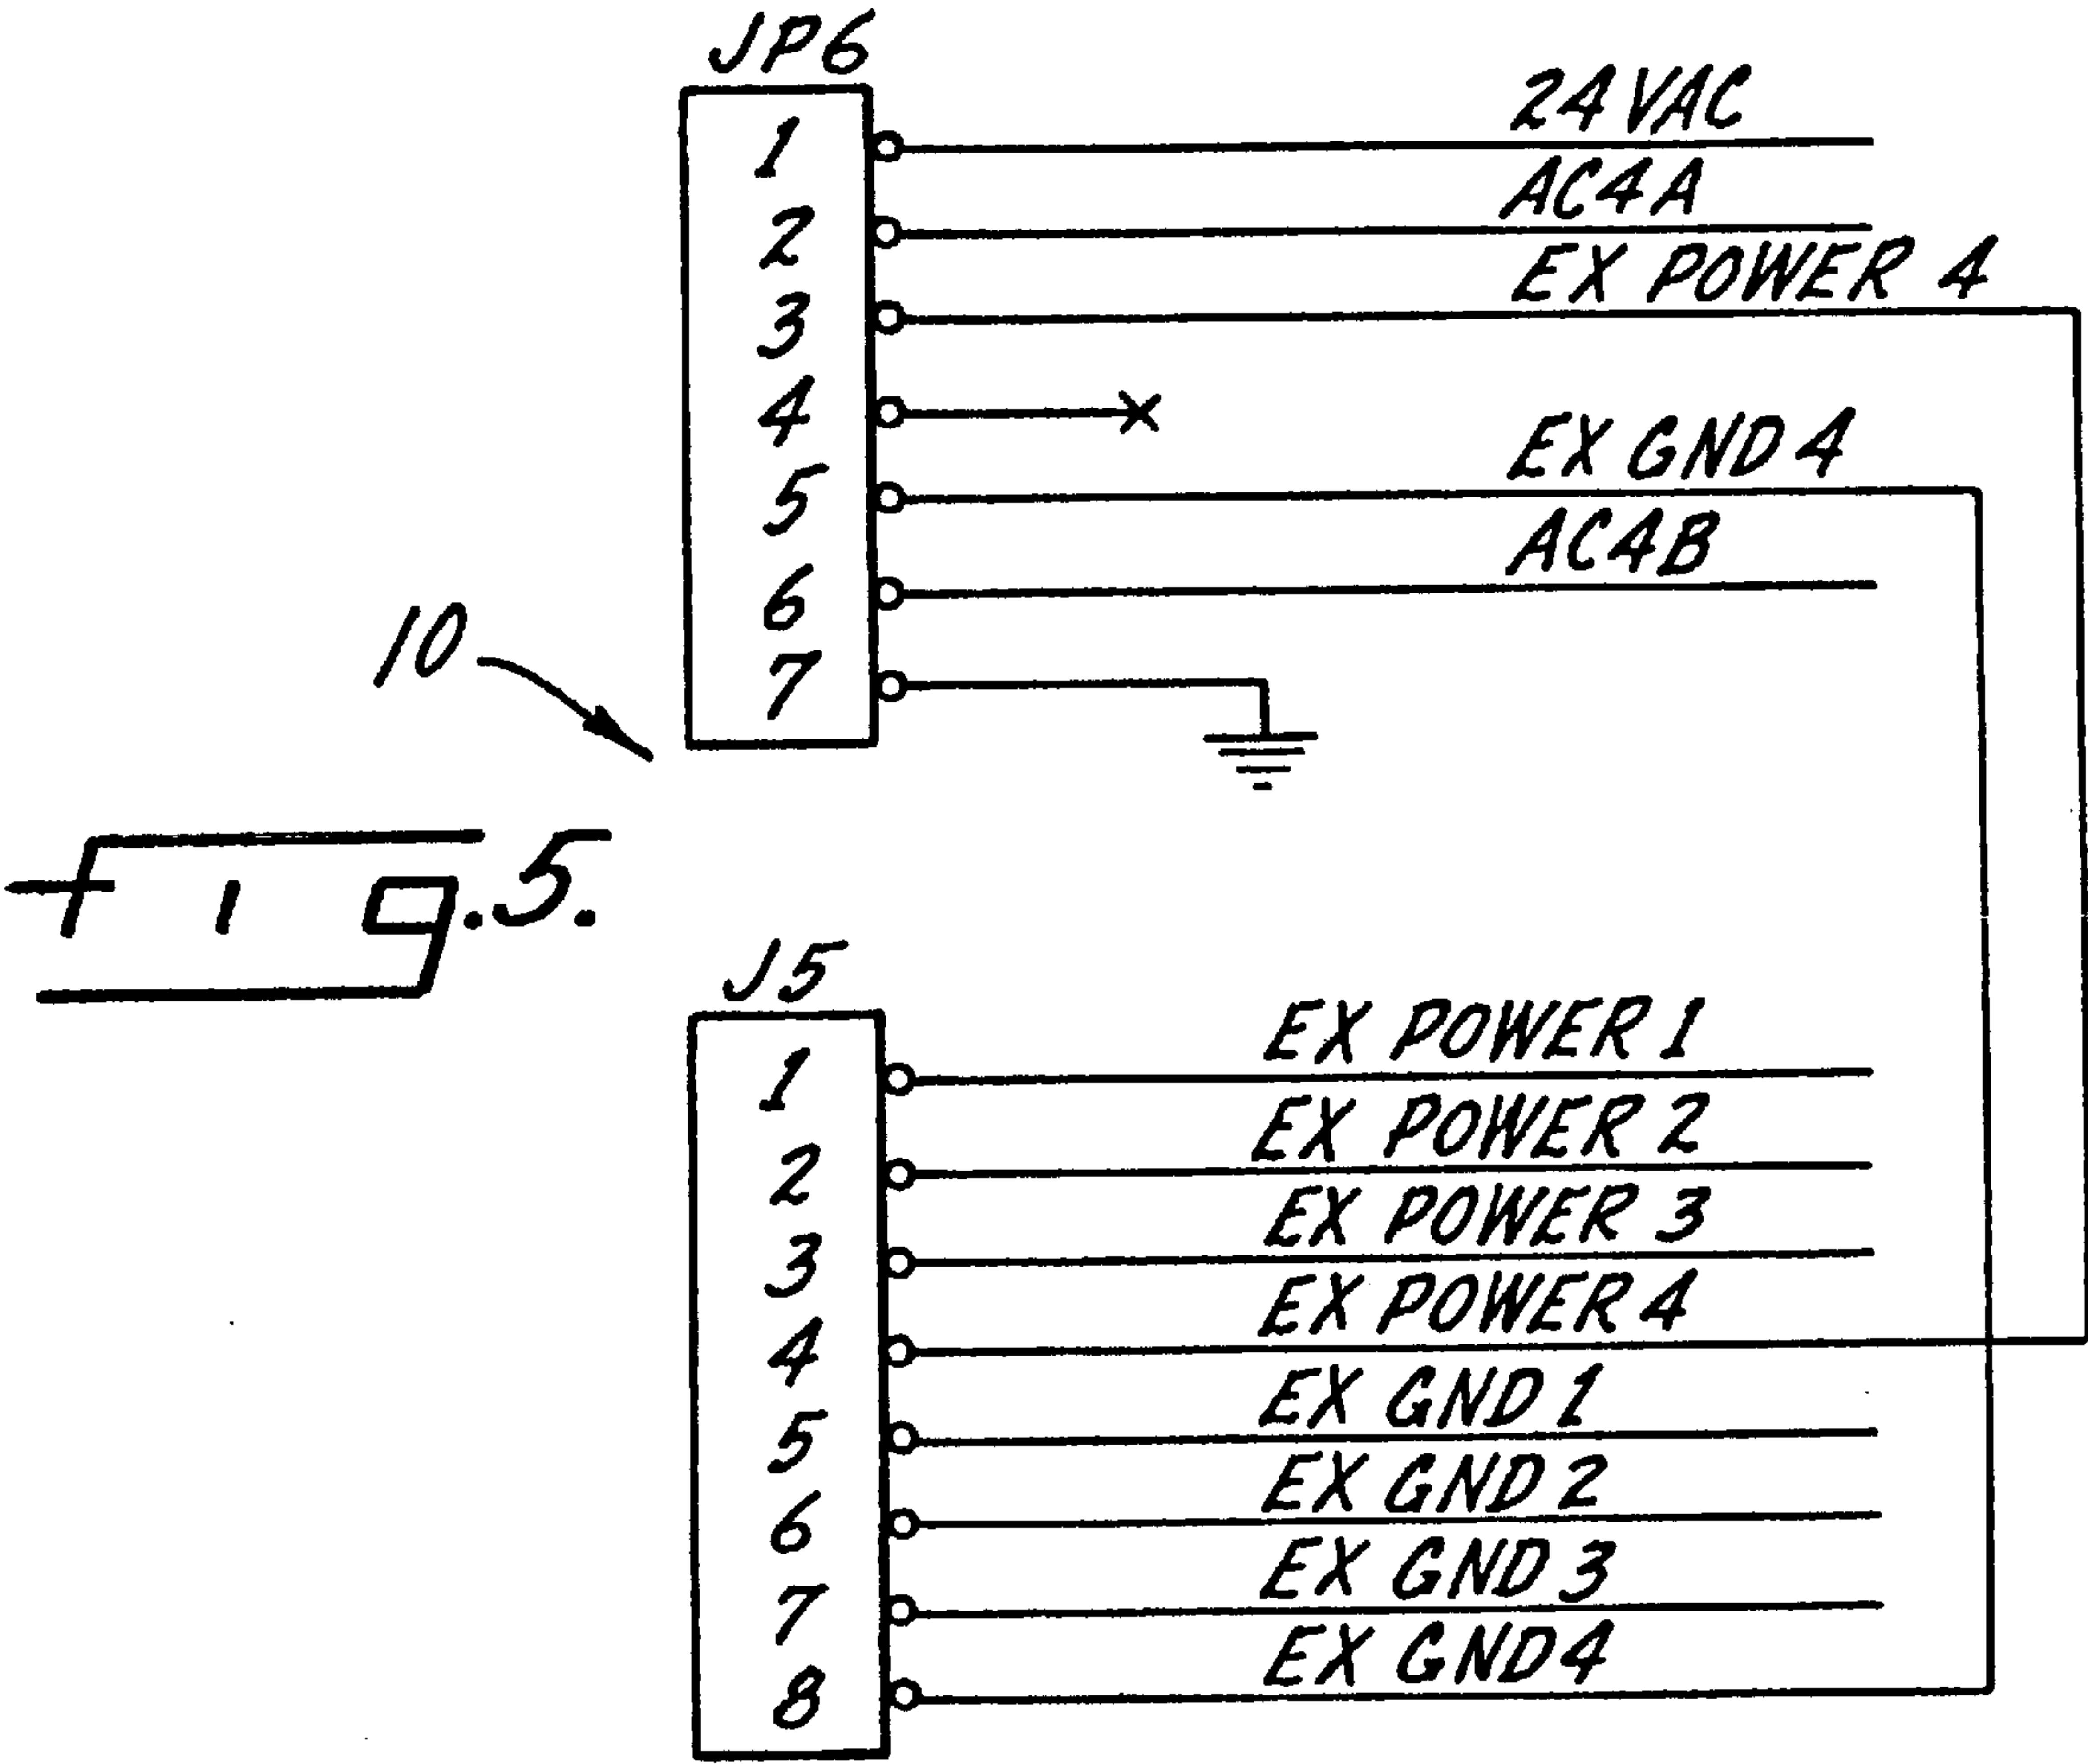 JP6
1 24VAC
2 AC4A
3 EX POWER 4
4
5 EX GND 4
6 AC4B
7
10
Fig.5.
J5
1 EX POWER 1
2 EX POWER 2
3 EX POWER 3
4 EX POWER 4
5 EX GND 1
6 EX GND 2
7 EX GND 3
8 EX GND 4